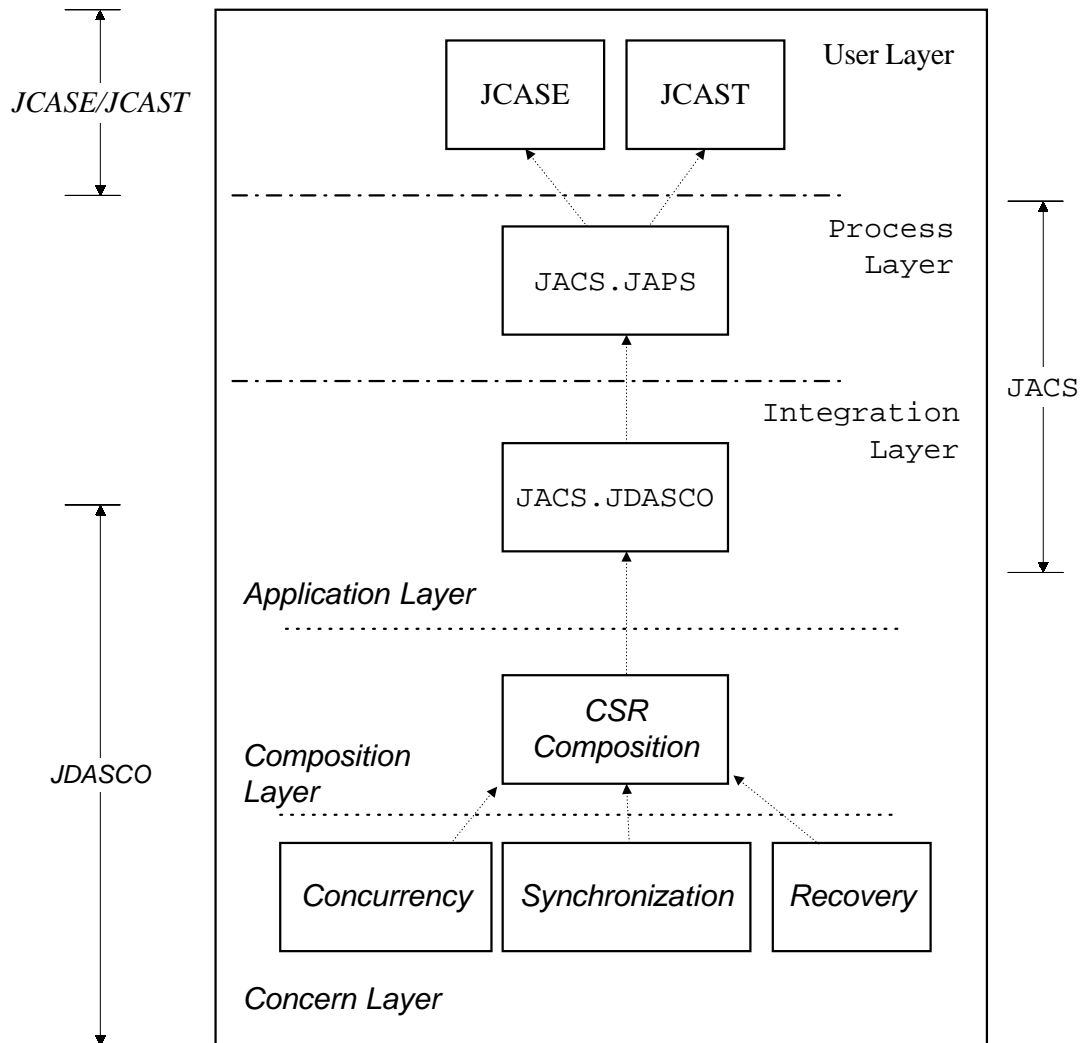 User Layer
JCASE
JCAST
JCASE/JCAST
Process
Layer
JACS.JAPS
JACS
Integration
Layer
JACS.JDASCO
Application Layer
CSR
Composition
Composition
Layer
JDASCO
Concurrency
Synchronization
Recovery
Concern Layer